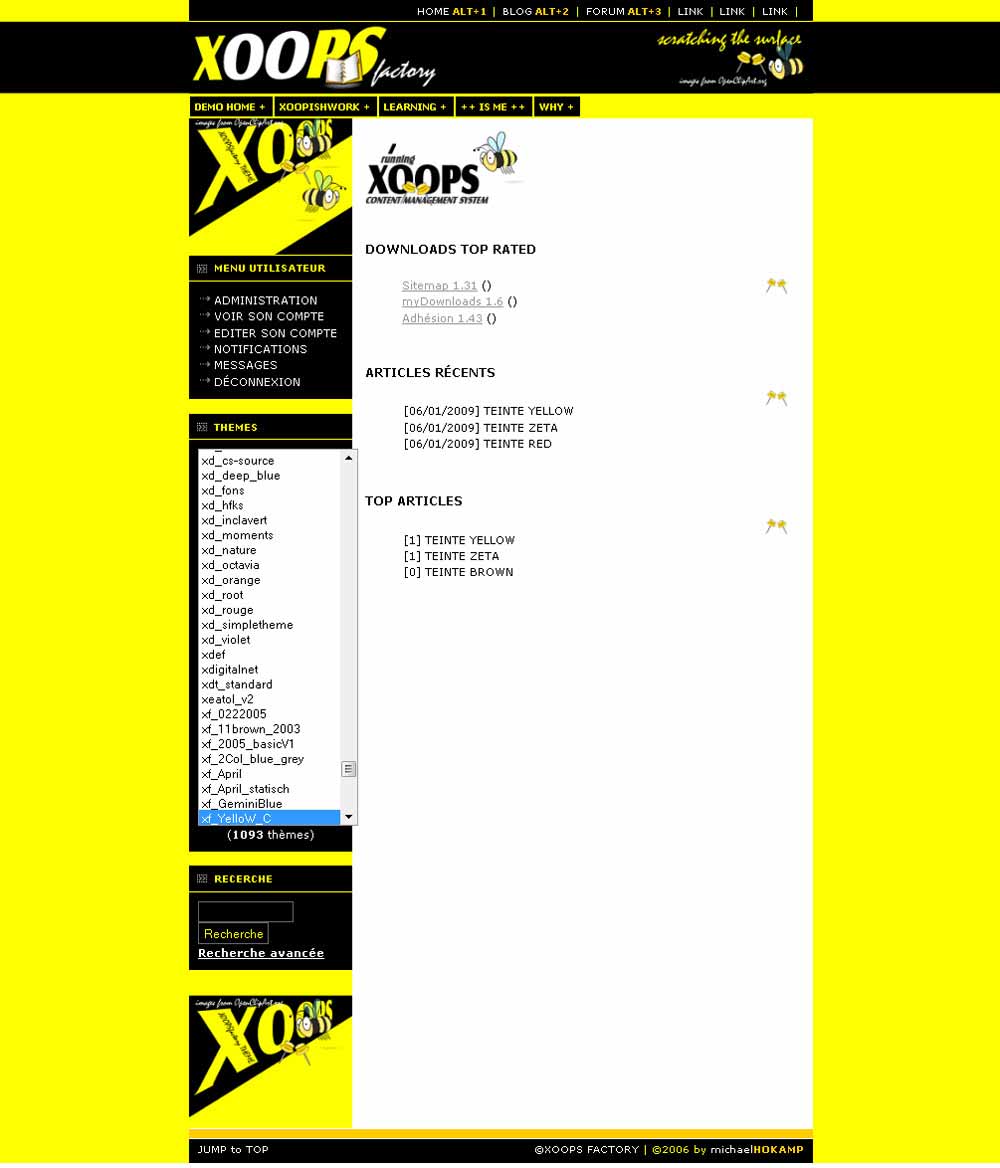 HOME ALT+1 | BLOG ALT+2 | FORUM ALT+3 | LINK | LINK | LINK |
XOOPS factory
scratching the surface
images from OpenClipArt.org
DEMO HOME + XOOPISHWORK + LEARNING + ++ IS ME ++ WHY +
images from OpenClipArt.org
XOOPS
XOOPSfactory THEME
running
XOOPS
CONTENT MANAGEMENT SYSTEM
MENU UTILISATEUR
ADMINISTRATION
VOIR SON COMPTE
EDITER SON COMPTE
NOTIFICATIONS
MESSAGES
DÉCONNEXION
THEMES
xd_cs-source
xd_deep_blue
xd_fons
xd_hfks
xd_inclavert
xd_moments
xd_nature
xd_octavia
xd_orange
xd_root
xd_rouge
xd_simpletheme
xd_violet
xdef
xdigitalnet
xdt_standard
xeatol_v2
xf_0222005
xf_11brown_2003
xf_2005_basicV1
xf_2Col_blue_grey
xf_April
xf_April_statisch
xf_GeminiBlue
xf_YelloW_C
(1093 thèmes)
RECERCHE
Recherche
Recherche avancée
images from OpenClipArt.org
XOOPS
XOOPSfactory THEME
DOWNLOADS TOP RATED
Sitemap 1.31 ()
myDownloads 1.6 ()
Adhésion 1.43 ()
ARTICLES RÉCENTS
[06/01/2009] TEINTE YELLOW
[06/01/2009] TEINTE ZETA
[06/01/2009] TEINTE RED
TOP ARTICLES
[1] TEINTE YELLOW
[1] TEINTE ZETA
[0] TEINTE BROWN
JUMP to TOP
©XOOPS FACTORY | ©2006 by michaelHOKAMP